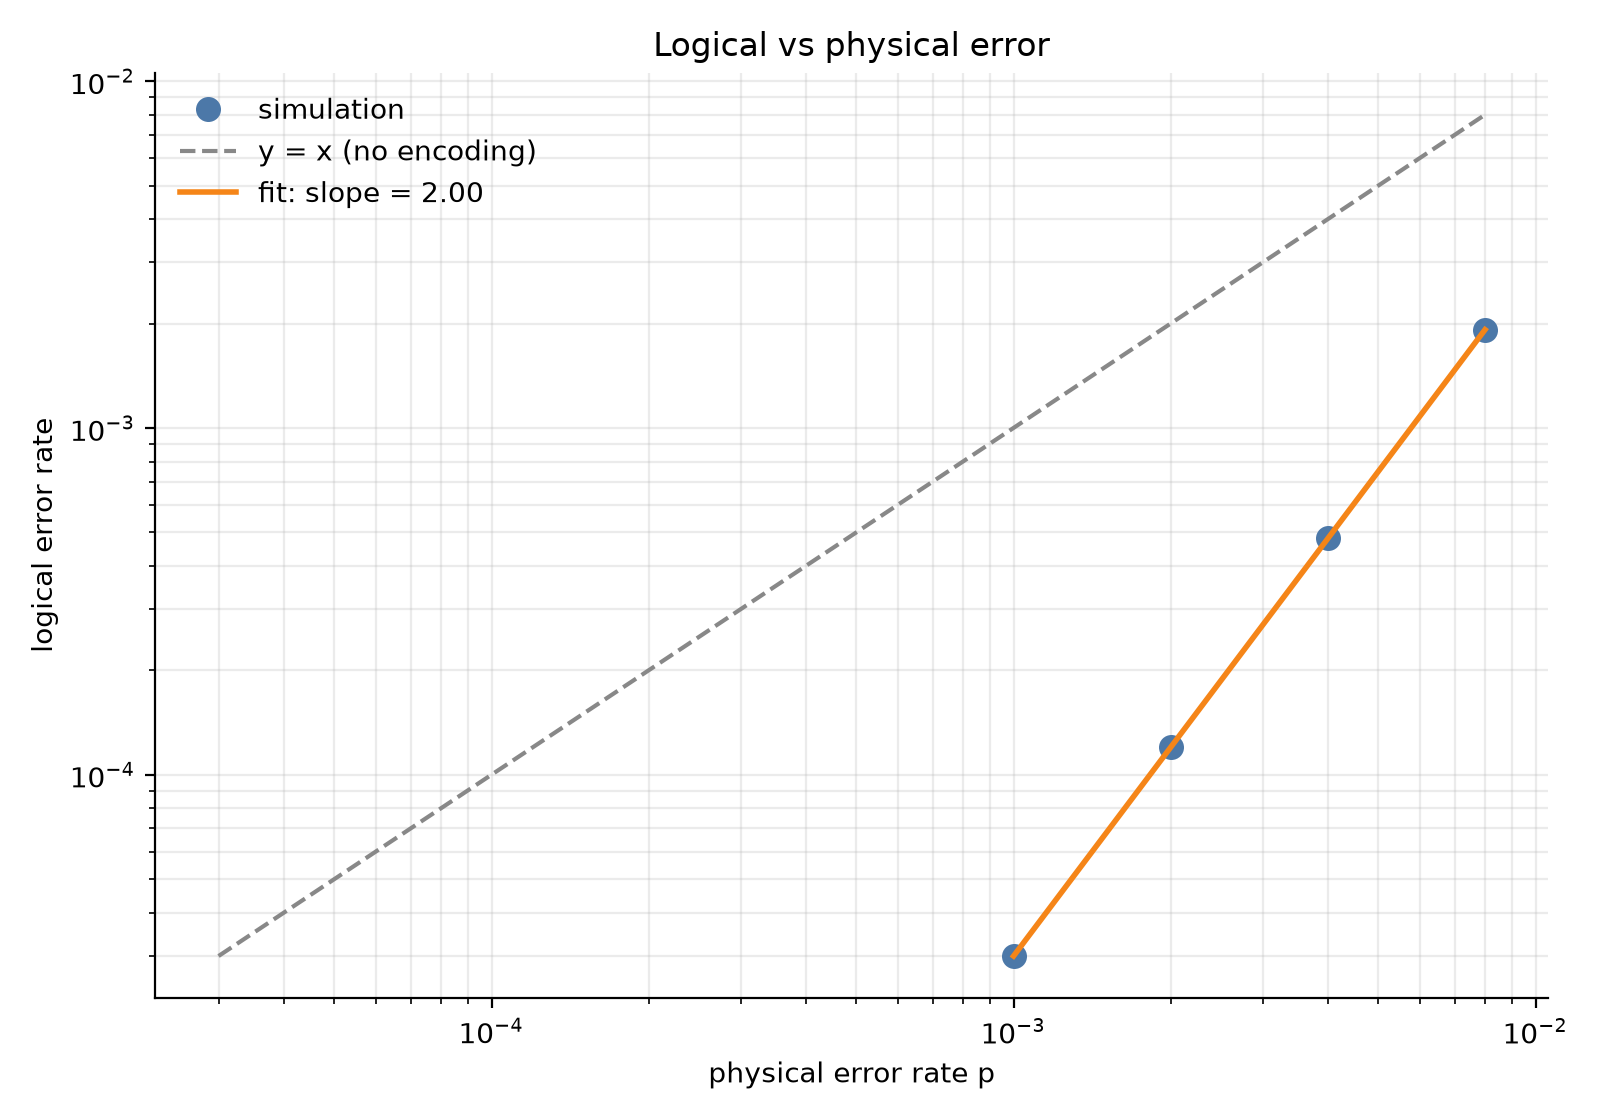 Logical vs physical error
simulation
y = x (no encoding)
fit: slope = 2.00
logical error rate
10⁻²
10⁻³
10⁻⁴
10⁻⁴
10⁻³
10⁻²
physical error rate p